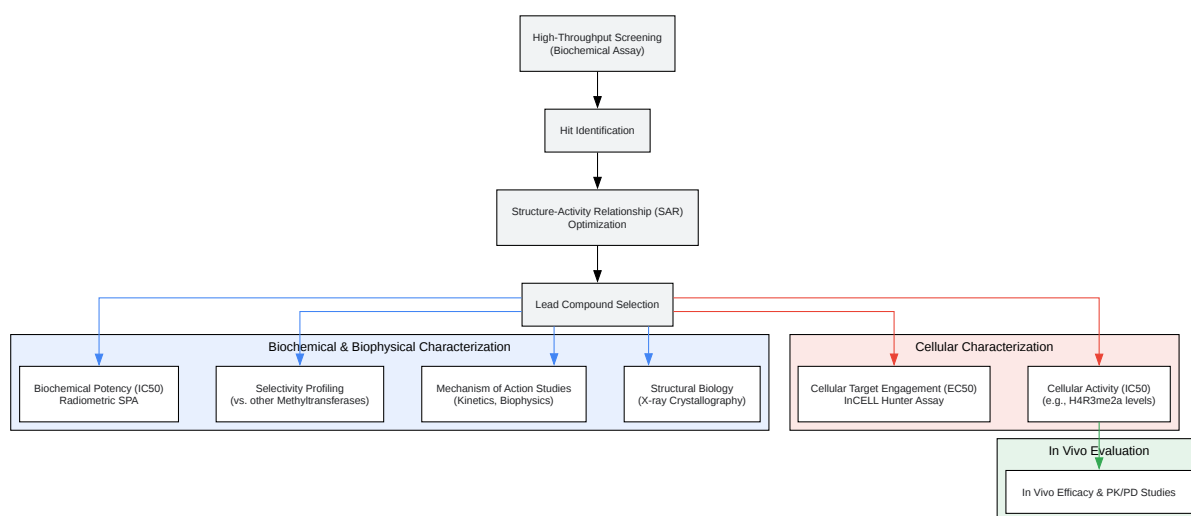 High-Throughput Screening
(Biochemical Assay)
Hit Identification
Structure-Activity Relationship (SAR)
Optimization
Lead Compound Selection
Biochemical & Biophysical Characterization
Biochemical Potency (IC50)
Radiometric SPA
Selectivity Profiling
(vs. other Methyltransferases)
Mechanism of Action Studies
(Kinetics, Biophysics)
Structural Biology
(X-ray Crystallography)
Cellular Characterization
Cellular Target Engagement (EC50)
InCELL Hunter Assay
Cellular Activity (IC50)
(e.g., H4R3me2a levels)
In Vivo Evaluation
In Vivo Efficacy & PK/PD Studies